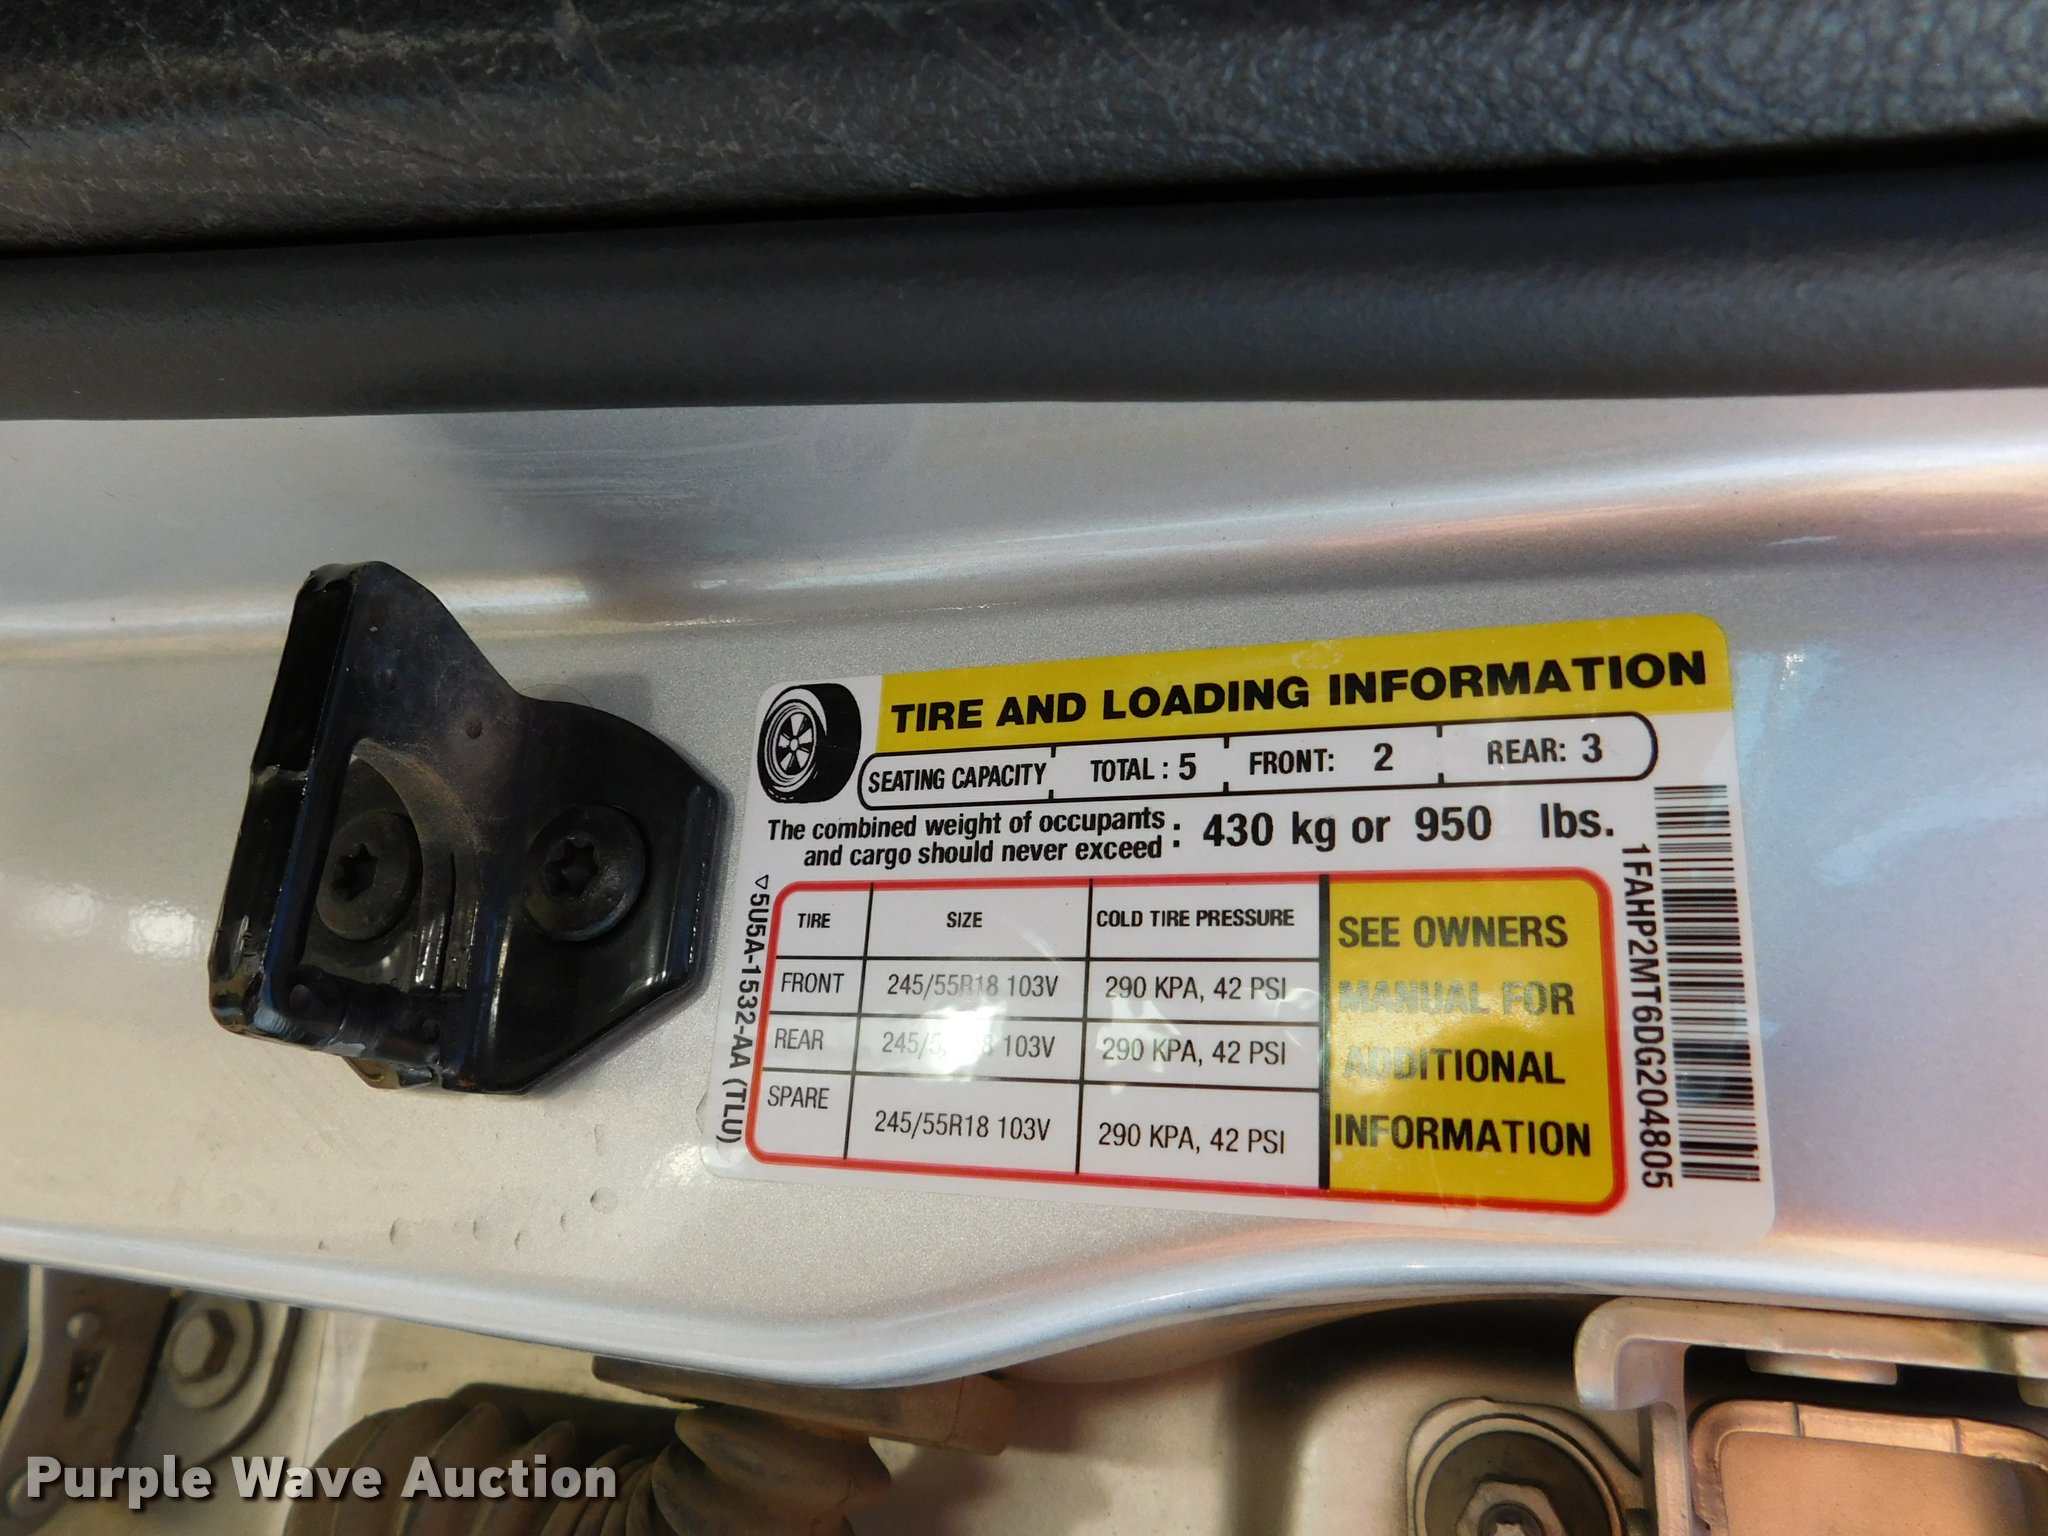 TIRE AND LOADING INFORMATION
SEATING CAPACITY TOTAL : 5 FRONT: 2 REAR: 3
The combined weight of occupants
and cargo should never exceed : 430 kg or 950 lbs.
TIRE SIZE COLD TIRE PRESSURE
FRONT 245/55R18 103V 290 KPA, 42 PSI
REAR 103V 290 KPA, 42 PSI
SPARE 245/55R18 103V 290 KPA, 42 PSI
SEE OWNERS
MANUAL FOR
ADDITIONAL
INFORMATION
5U5A-1532-AA (TLU)
1FAHP2MT6DG204805
Purple Wave Auction